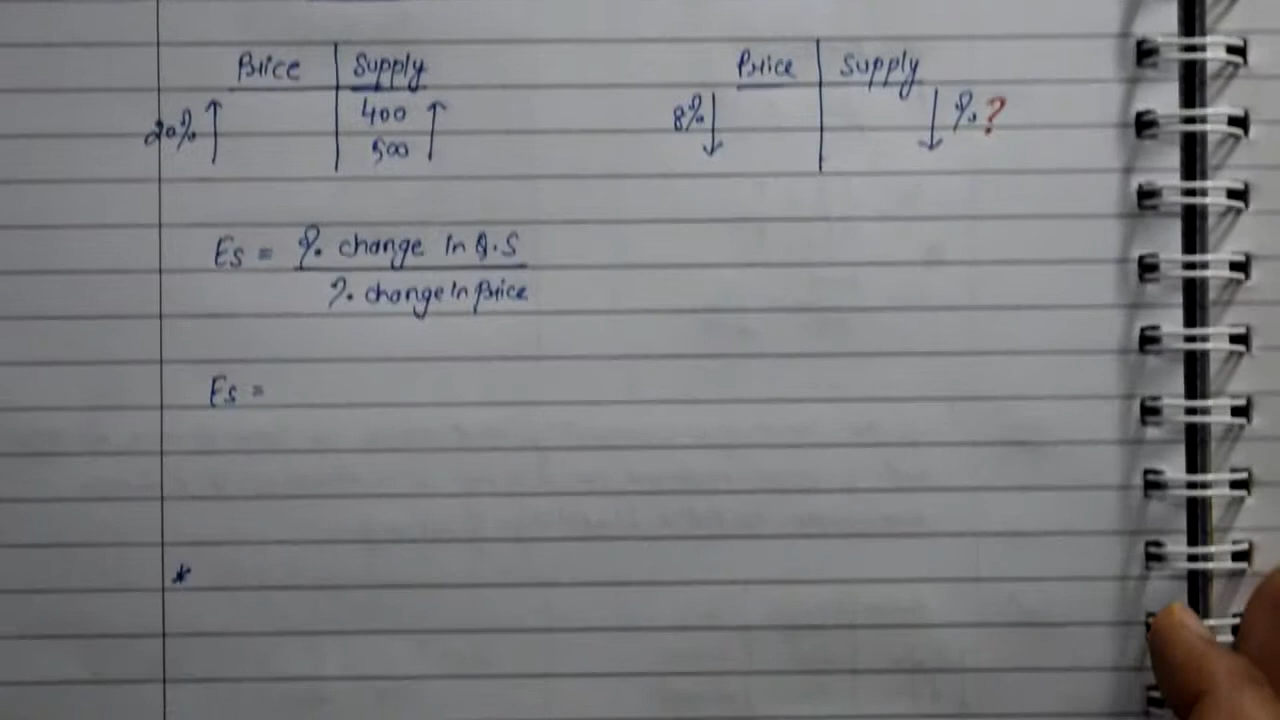 Price Supply
20% ↑ 400 ↑
500
Price Supply
8% ↓ ↓ %?
Es = % change in Q.S
% change in price
Es =
*